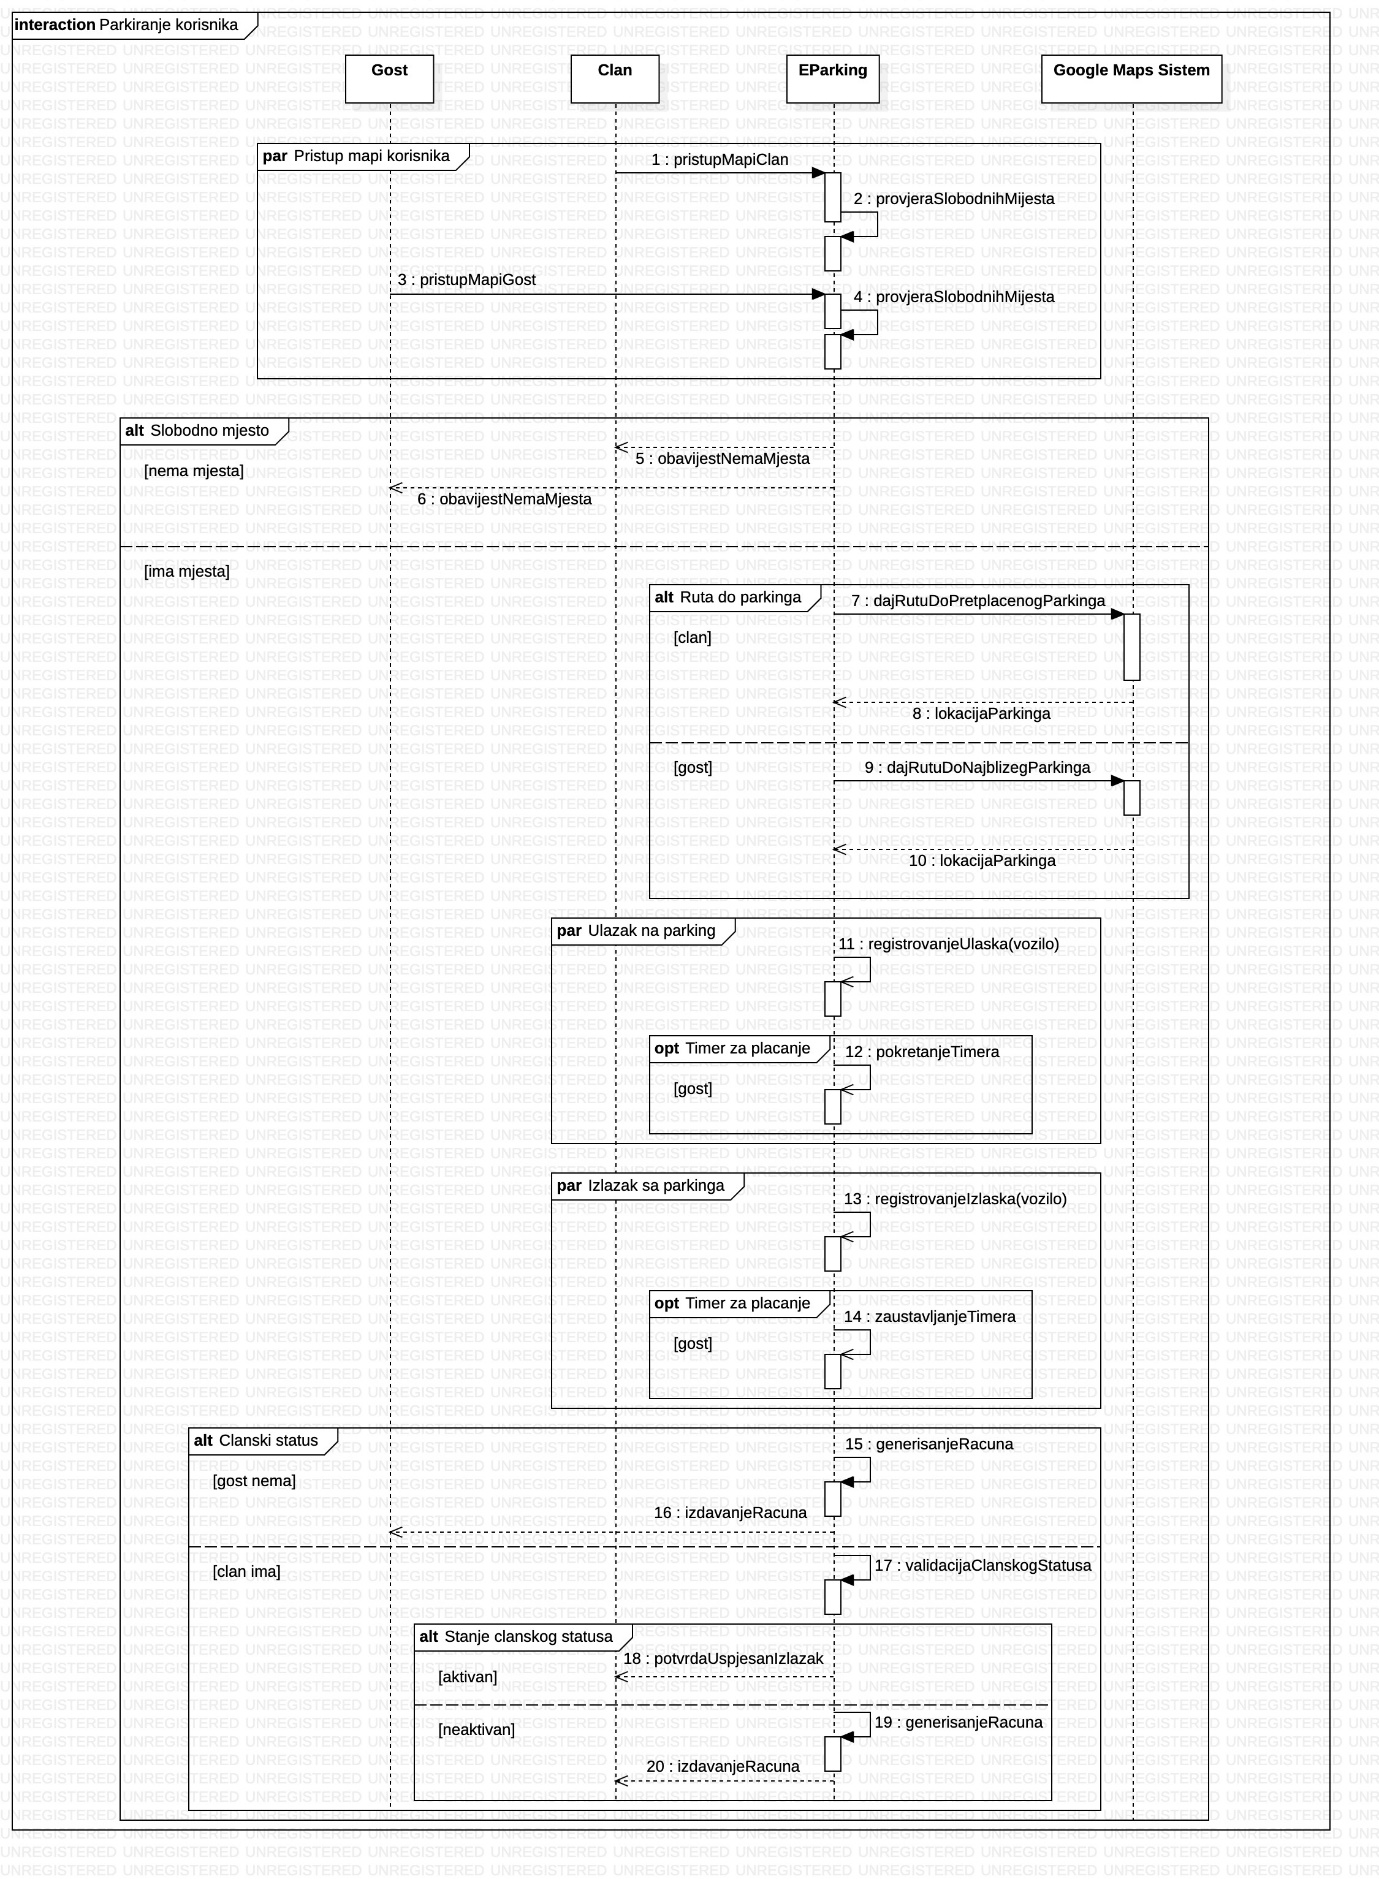 interaction Parkiranje korisnika
Gost
Clan
EParking
Google Maps Sistem
par Pristup mapi korisnika
1 : pristupMapiClan
2 : provjeraSlobodnihMijesta
3 : pristupMapiGost
4 : provjeraSlobodnihMijesta
alt Slobodno mjesto
[nema mjesta]
5 : obavijestNemaMjesta
6 : obavijestNemaMjesta
[ima mjesta]
alt Ruta do parkinga
7 : dajRutuDoPretplacenogParkinga
[clan]
8 : lokacijaParkinga
[gost]
9 : dajRutuDoNajblizegParkinga
10 : lokacijaParkinga
par Ulazak na parking
11 : registrovanjeUlaska(vozilo)
opt Timer za placanje
12 : pokretanjeTimera
[gost]
par Izlazak sa parkinga
13 : registrovanjeIzlaska(vozilo)
opt Timer za placanje
14 : zaustavljanjeTimera
[gost]
alt Clanski status
15 : generisanjeRacuna
[gost nema]
16 : izdavanjeRacuna
[clan ima]
17 : validacijaClanskogStatusa
alt Stanje clanskog statusa
18 : potvrdaUspjesanIzlazak
[aktivan]
[neaktivan]
19 : generisanjeRacuna
20 : izdavanjeRacuna
UNREGISTERED